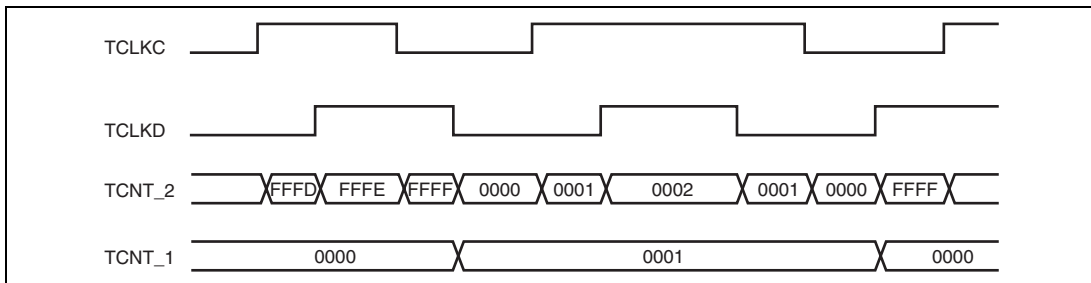 TCLKC
TCLKD
TCNT_2 FFFD FFFE FFFF 0000 0001 0002 0001 0000 FFFF
TCNT_1 0000 0001 0000